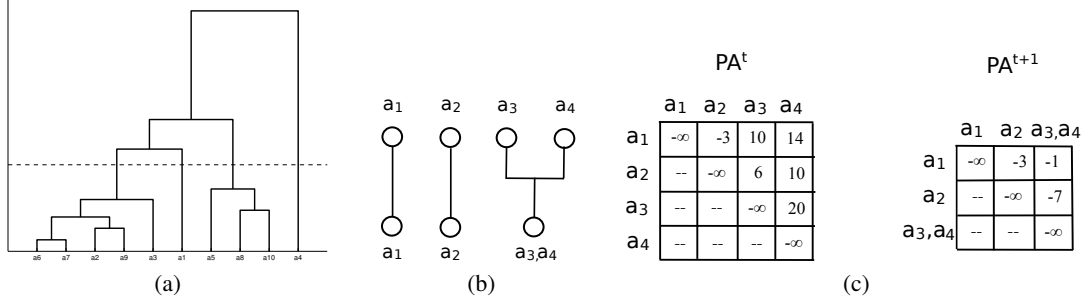 a6 a7 a2 a9 a3 a1 a5 a8 a10 a4
(a)
a1 a2 a3 a4
a1 a2 a3,a4
(b)
PAt
a1 a2 a3 a4
a1 -∞ -3 10 14
a2 -- -∞ 6 10
a3 -- -- -∞ 20
a4 -- -- -- -∞
PAt+1
a1 a2 a3,a4
a1 -∞ -3 -1
a2 -- -∞ -7
a3,a4 -- -- -∞
(c)